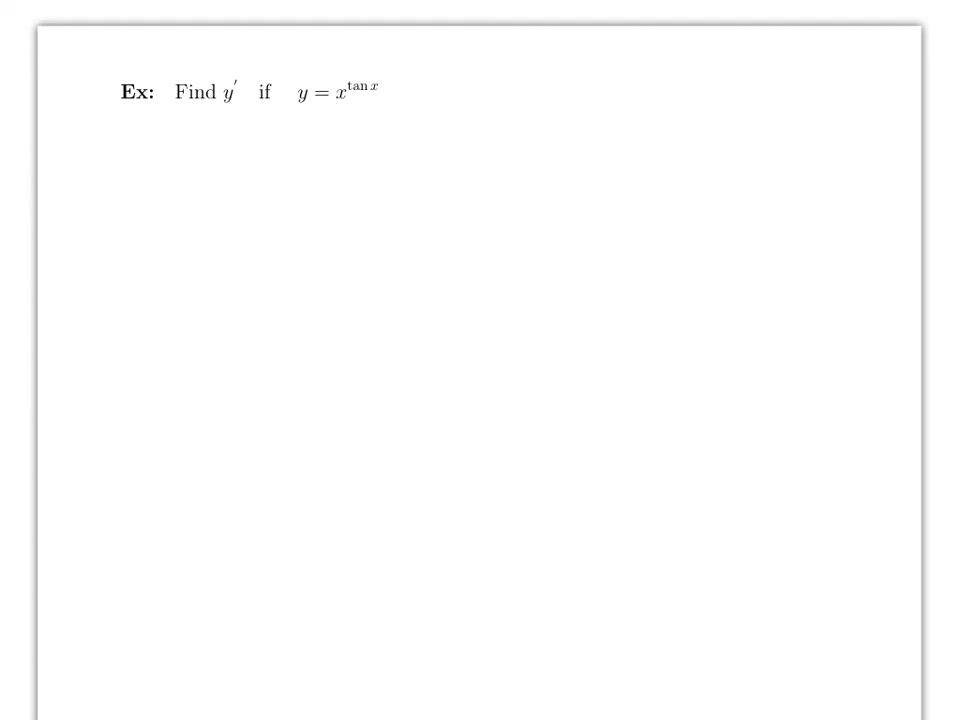 Ex: Find y′ if y = x^{tan x}